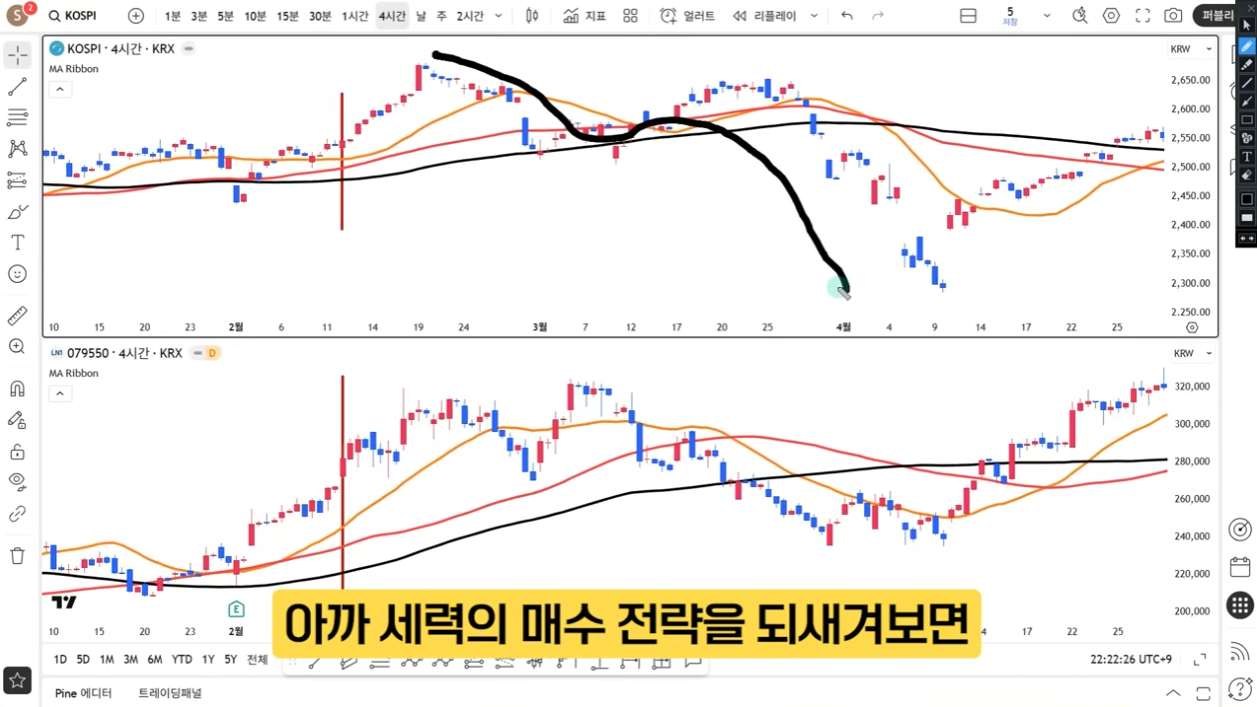 S 2 KOSPI 1분 3분 5분 10분 15분 30분 1시간 4시간 날 주 2시간 지표 얼러트 리플레이 5 저장 퍼블리
KOSPI · 4시간 · KRX KRW
MA Ribbon
2,650.00
2,600.00
2,550.00
2,500.00
2,450.00
2,400.00
2,350.00
2,300.00
2,250.00
10 15 20 23 2월 6 11 14 19 24 3월 7 12 17 20 25 4월 4 9 14 17 22 25
LN1 079550 · 4시간 · KRX D KRW
MA Ribbon
320,000
300,000
280,000
260,000
240,000
220,000
200,000
E
아까 세력의 매수 전략을 되새겨보면
10 15 20 23 2월 4 17 22 25
1D 5D 1M 3M 6M YTD 1Y 5Y 전체 22:22:26 UTC+9
Pine 에디터 트레이딩패널